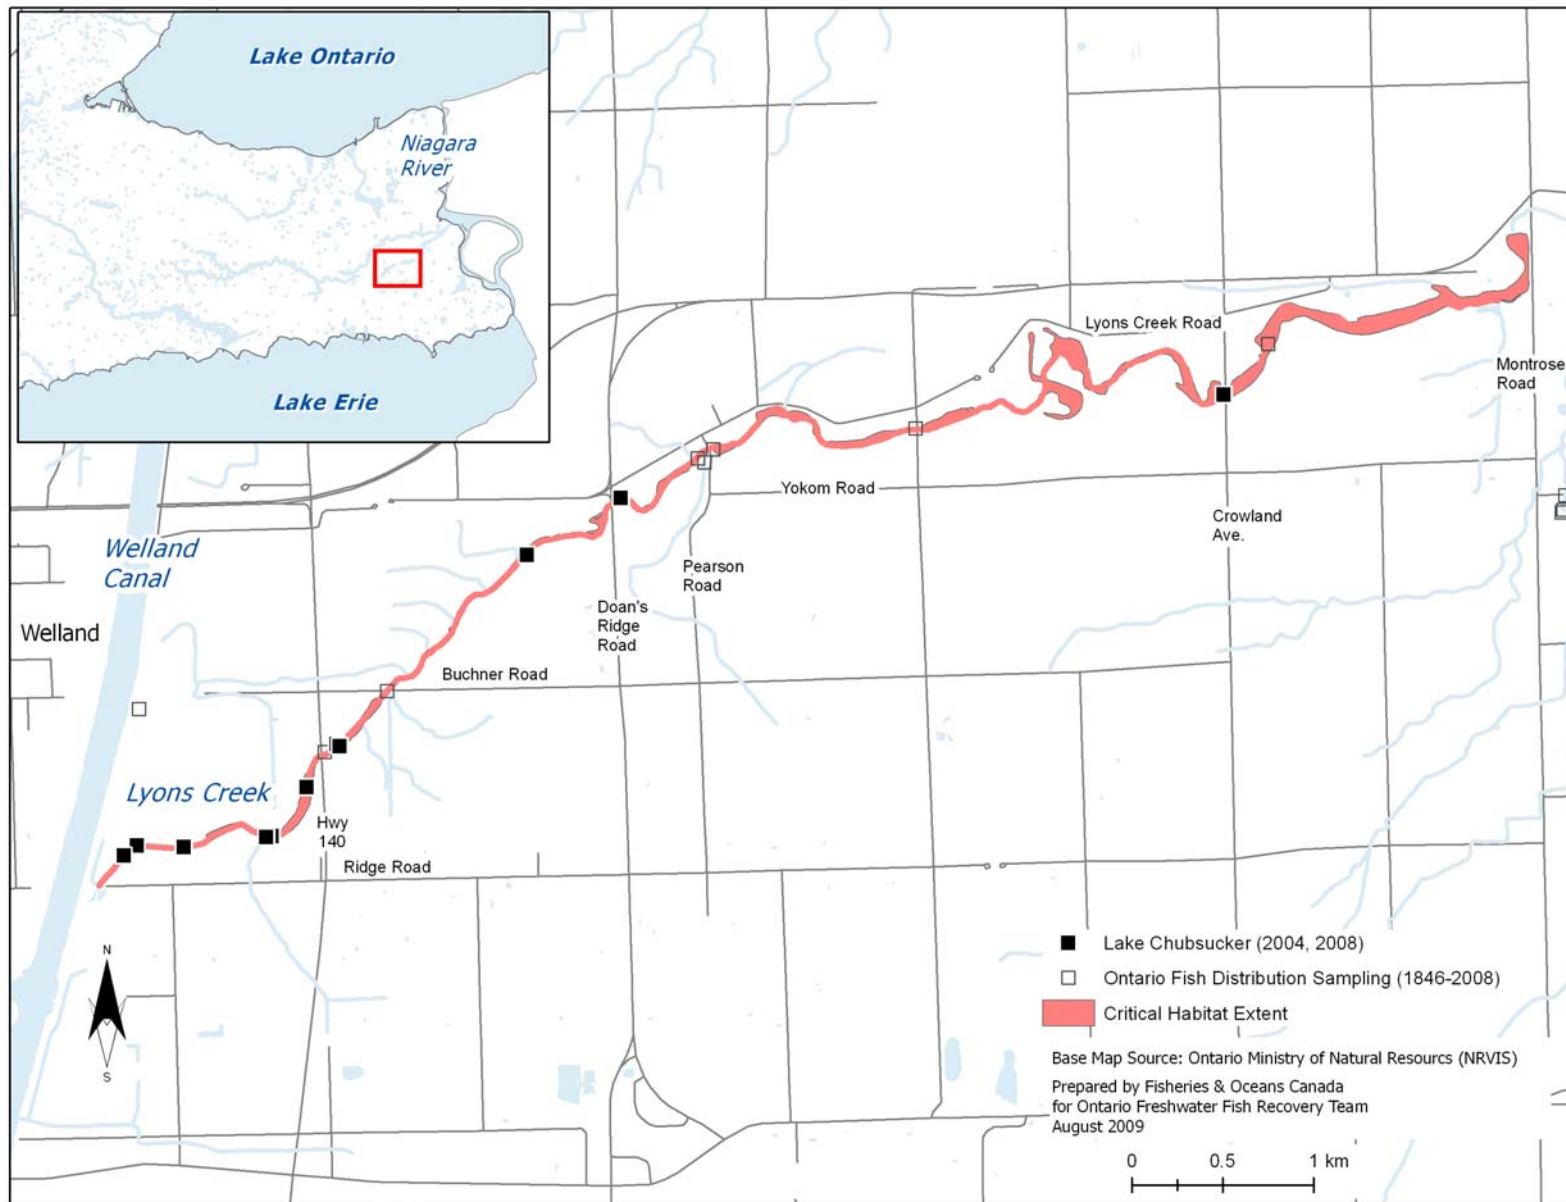 Lake Ontario
Niagara
River
Lake Erie
Lyons Creek Road
Montrose
Road
Yokom Road
Crowland
Ave.
Welland
Canal
Pearson
Road
Doan's
Ridge
Road
Welland
Buchner Road
Lyons Creek
Hwy
140
Ridge Road
N
S
Lake Chubsucker (2004, 2008)
Ontario Fish Distribution Sampling (1846-2008)
Critical Habitat Extent
Base Map Source: Ontario Ministry of Natural Resourcs (NRVIS)
Prepared by Fisheries & Oceans Canada
for Ontario Freshwater Fish Recovery Team
August 2009
0 0.5 1 km